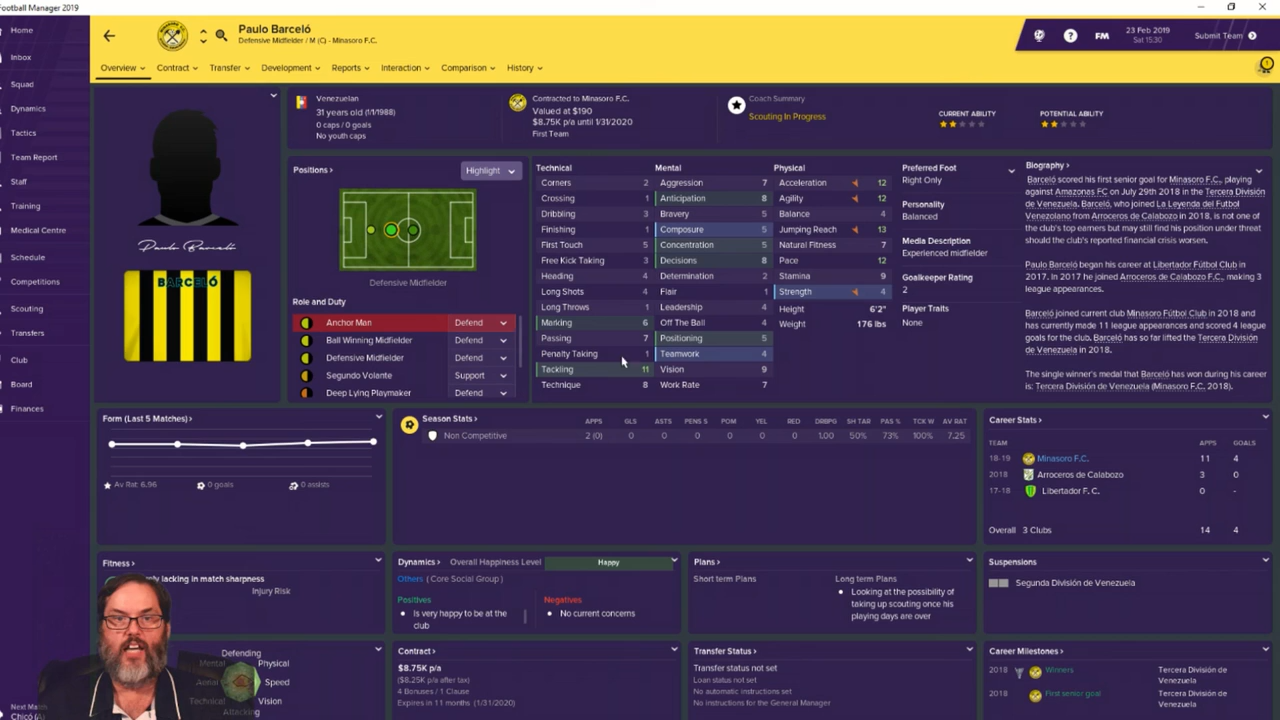 Football Manager 2019
Home
Inbox
Squad
Dynamics
Tactics
Team Report
Staff
Training
Medical Centre
Schedule
Competitions
Scouting
Transfers
Club
Board
Finances
Next Match
Chicó (A)
Paulo Barceló
Defensive Midfielder / M (C) - Minasoro F.C.
FM
23 Feb 2019
Sat 15:30
Submit Team
Overview
Contract
Transfer
Development
Reports
Interaction
Comparison
History
Paulo Barceló
BARCELÓ
Venezuelan
31 years old (1/1/1988)
0 caps / 0 goals
No youth caps
Contracted to Minasoro F.C.
Valued at $190
$8.75K p/a until 1/31/2020
First Team
Coach Summary
Scouting In Progress
CURRENT ABILITY
POTENTIAL ABILITY
Positions
Highlight
Defensive Midfielder
Role and Duty
Anchor Man Defend
Ball Winning Midfielder Defend
Defensive Midfielder Defend
Segundo Volante Support
Deep Lying Playmaker Defend
Technical
Corners 2
Crossing 1
Dribbling 3
Finishing 1
First Touch 5
Free Kick Taking 3
Heading 4
Long Shots 4
Long Throws 1
Marking 6
Passing 7
Penalty Taking 1
Tackling 11
Technique 8
Mental
Aggression 7
Anticipation 8
Bravery 5
Composure 5
Concentration 5
Decisions 8
Determination 2
Flair 1
Leadership 4
Off The Ball 4
Positioning 5
Teamwork 4
Vision 9
Work Rate 7
Physical
Acceleration 12
Agility 12
Balance 4
Jumping Reach 13
Natural Fitness 7
Pace 12
Stamina 9
Strength 4
Height 6'2"
Weight 176 lbs
Preferred Foot
Right Only
Personality
Balanced
Media Description
Experienced midfielder
Goalkeeper Rating
2
Player Traits
None
Biography
Barceló scored his first senior goal for Minasoro F.C., playing
against Amazonas FC on July 29th 2018 in the Tercera División
de Venezuela. Barceló, who joined La Leyenda del Futbol
Venezolano from Arroceros de Calabozo in 2018, is not one of
the club's top earners but may still find his position under threat
should the club's reported financial crisis worsen.
Paulo Barceló began his career at Libertador Fútbol Club in
2017. In 2017 he joined Arroceros de Calabozo F.C., making 3
league appearances.
Barceló joined current club Minasoro Fútbol Club in 2018 and
has currently made 11 league appearances and scored 4 league
goals for the club. Barceló has so far lifted the Tercera División
de Venezuela in 2018.
The single winner's medal that Barceló has won during his career
is: Tercera División de Venezuela (Minasoro F.C., 2018).
Form (Last 5 Matches)
Av Rat: 6.96 0 goals 0 assists
Season Stats
APPS GLS ASTS PENS S POM YEL RED DRBPG SH TAR PAS % TCK W AV RAT
Non Competitive 2 (0) 0 0 0 0 0 0 1.00 50% 73% 100% 7.25
Career Stats
TEAM APPS GOALS
18-19 Minasoro F.C. 11 4
2018 Arroceros de Calabozo 3 0
17-18 Libertador F. C. 0 -
Overall 3 Clubs 14 4
Fitness
lacking in match sharpness
Injury Risk
Defending
Mental Physical
Aerial Speed
Technical Vision
Attacking
Dynamics Overall Happiness Level Happy
Others (Core Social Group)
Positives
Is very happy to be at the
club
Negatives
No current concerns
Plans
Short term Plans
Long term Plans
Looking at the possibility of
taking up scouting once his
playing days are over
Suspensions
Segunda División de Venezuela
Contract
$8.75K p/a
($8.75K p/a after tax)
4 Bonuses / 1 Clause
Expires in 11 months (1/31/2020)
Transfer Status
Transfer status not set
Loan status not set
No automatic instructions set
No instructions for the General Manager
Career Milestones
2018 Winners Tercera División de
Venezuela
2018 First senior goal Tercera División de
Venezuela